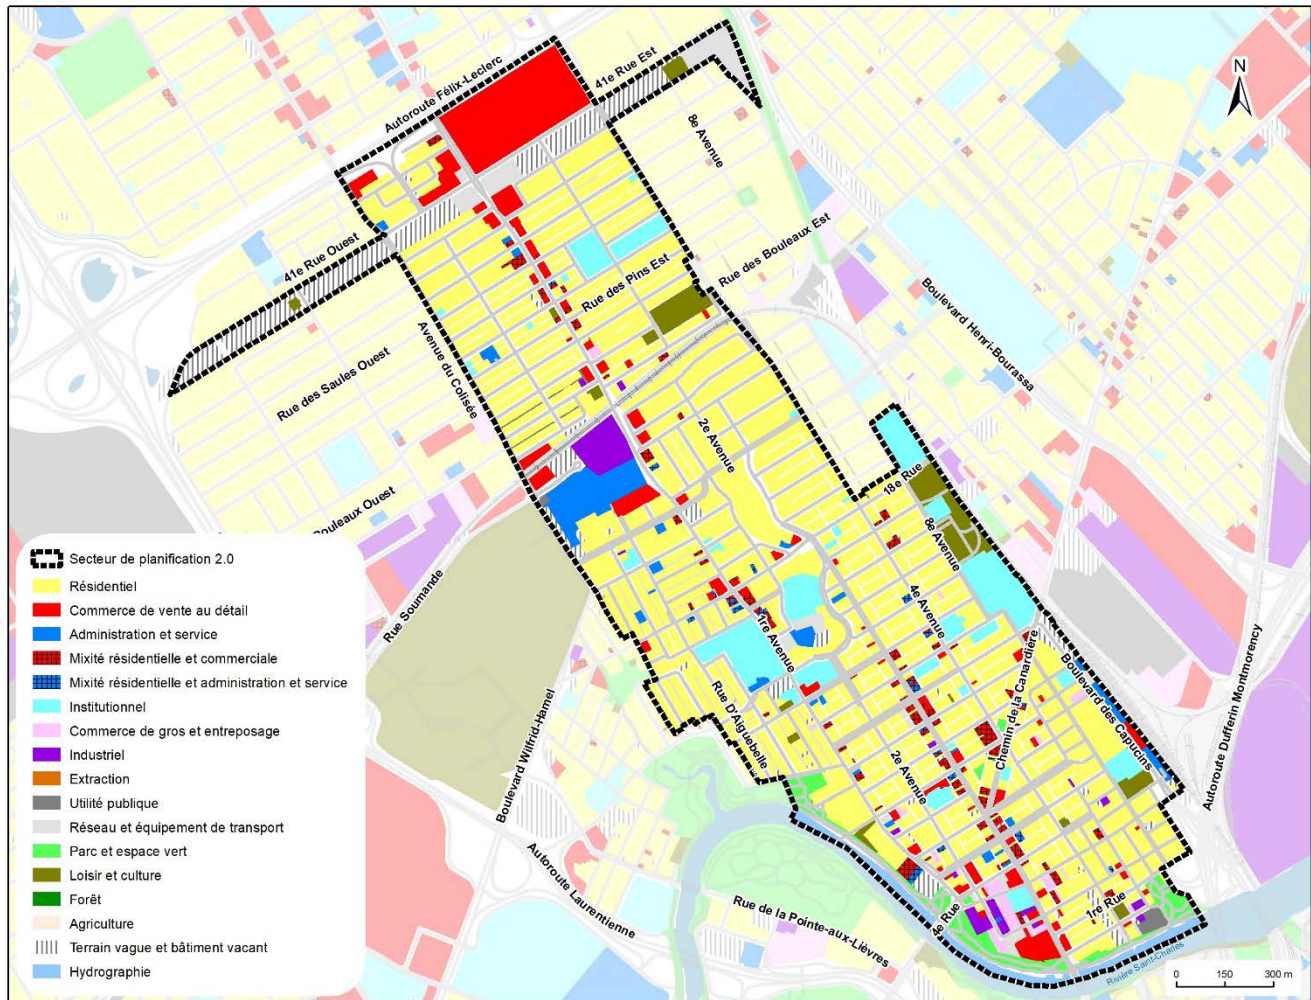 Autoroute Félix-Leclerc
41e Rue Est
N
8e Avenue
41e Rue Ouest
Rue des Pins Est
Rue des Bouleaux Est
Boulevard Henri-Bourassa
Avenue du Colisée
Rue des Saules Ouest
2e Avenue
18e Rue
Bouleaux Ouest
8e Avenue
Rue Soumande
4e Avenue
1re Avenue
Chemin de la Canardière
Boulevard des Capucins
Autoroute Dufferin Montmorency
Rue D'Aiguebelle
Boulevard Wilfrid-Hamel
2e Avenue
Autoroute Laurentienne
Rue de la Pointe-aux-Lièvres
4e Rue
1re Rue
Rivière Saint-Charles
Secteur de planification 2.0
Résidentiel
Commerce de vente au détail
Administration et service
Mixité résidentielle et commerciale
Mixité résidentielle et administration et service
Institutionnel
Commerce de gros et entreposage
Industriel
Extraction
Utilité publique
Réseau et équipement de transport
Parc et espace vert
Loisir et culture
Forêt
Agriculture
Terrain vague et bâtiment vacant
Hydrographie
0 150 300 m